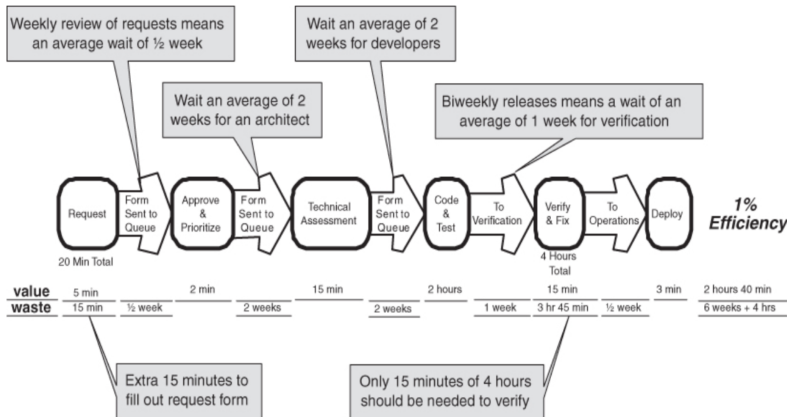 Weekly review of requests means
an average wait of ½ week
Wait an average of 2
weeks for developers
Wait an average of 2
weeks for an architect
Biweekly releases means a wait of an
average of 1 week for verification
Request
Form
Sent to
Queue
Approve
&
Prioritize
Form
Sent to
Queue
Technical
Assessment
Form
Sent to
Queue
Code
&
Test
To
Verification
Verify
& Fix
To
Operations
Deploy
1%
Efficiency
20 Min Total
4 Hours
Total
value 5 min 2 min 15 min 2 hours 15 min 3 min 2 hours 40 min
waste 15 min ½ week 2 weeks 2 weeks 1 week 3 hr 45 min ½ week 6 weeks + 4 hrs
Extra 15 minutes to
fill out request form
Only 15 minutes of 4 hours
should be needed to verify